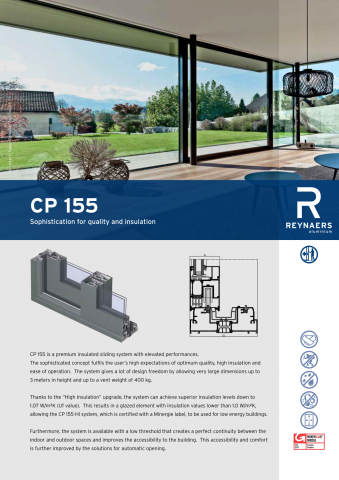 CP 155
Sophistication for quality and insulation
REYNAERS
aluminium
CP 155 is a premium insulated sliding system with elevated performances.
The sophisticated concept fulfils the user's high expectations of optimum quality, high insulation and
ease of operation. The system gives a lot of design freedom by allowing very large dimensions up to
3 meters in height and up to a vent weight of 400 kg.
Thanks to the "High Insulation" upgrade, the system can achieve superior insulation levels down to
1.07 W/m²K (Uf value). This results in a glazed element with insulation values lower than 1.0 W/m²K,
allowing the CP 155-HI system, which is certified with a Minergie label, to be used for low energy buildings.
Furthermore, the system is available with a low threshold that creates a perfect continuity between the
indoor and outdoor spaces and improves the accessibility to the building. This accessibility and comfort
is further improved by the solutions for automatic opening.